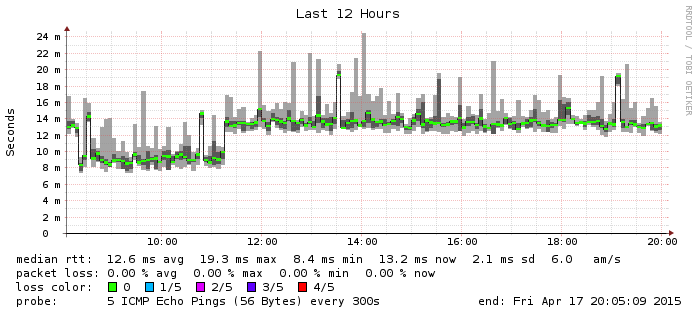 Last 12 Hours
RRDTOOL / TOBI OETIKER
Seconds
24 m
22 m
20 m
18 m
16 m
14 m
12 m
10 m
8 m
6 m
4 m
2 m
0
10:00 12:00 14:00 16:00 18:00 20:00
median rtt: 12.6 ms avg 19.3 ms max 8.4 ms min 13.2 ms now 2.1 ms sd 6.0 am/s
packet loss: 0.00 % avg 0.00 % max 0.00 % min 0.00 % now
loss color: 0 1/5 2/5 3/5 4/5
probe: 5 ICMP Echo Pings (56 Bytes) every 300s end: Fri Apr 17 20:05:09 2015